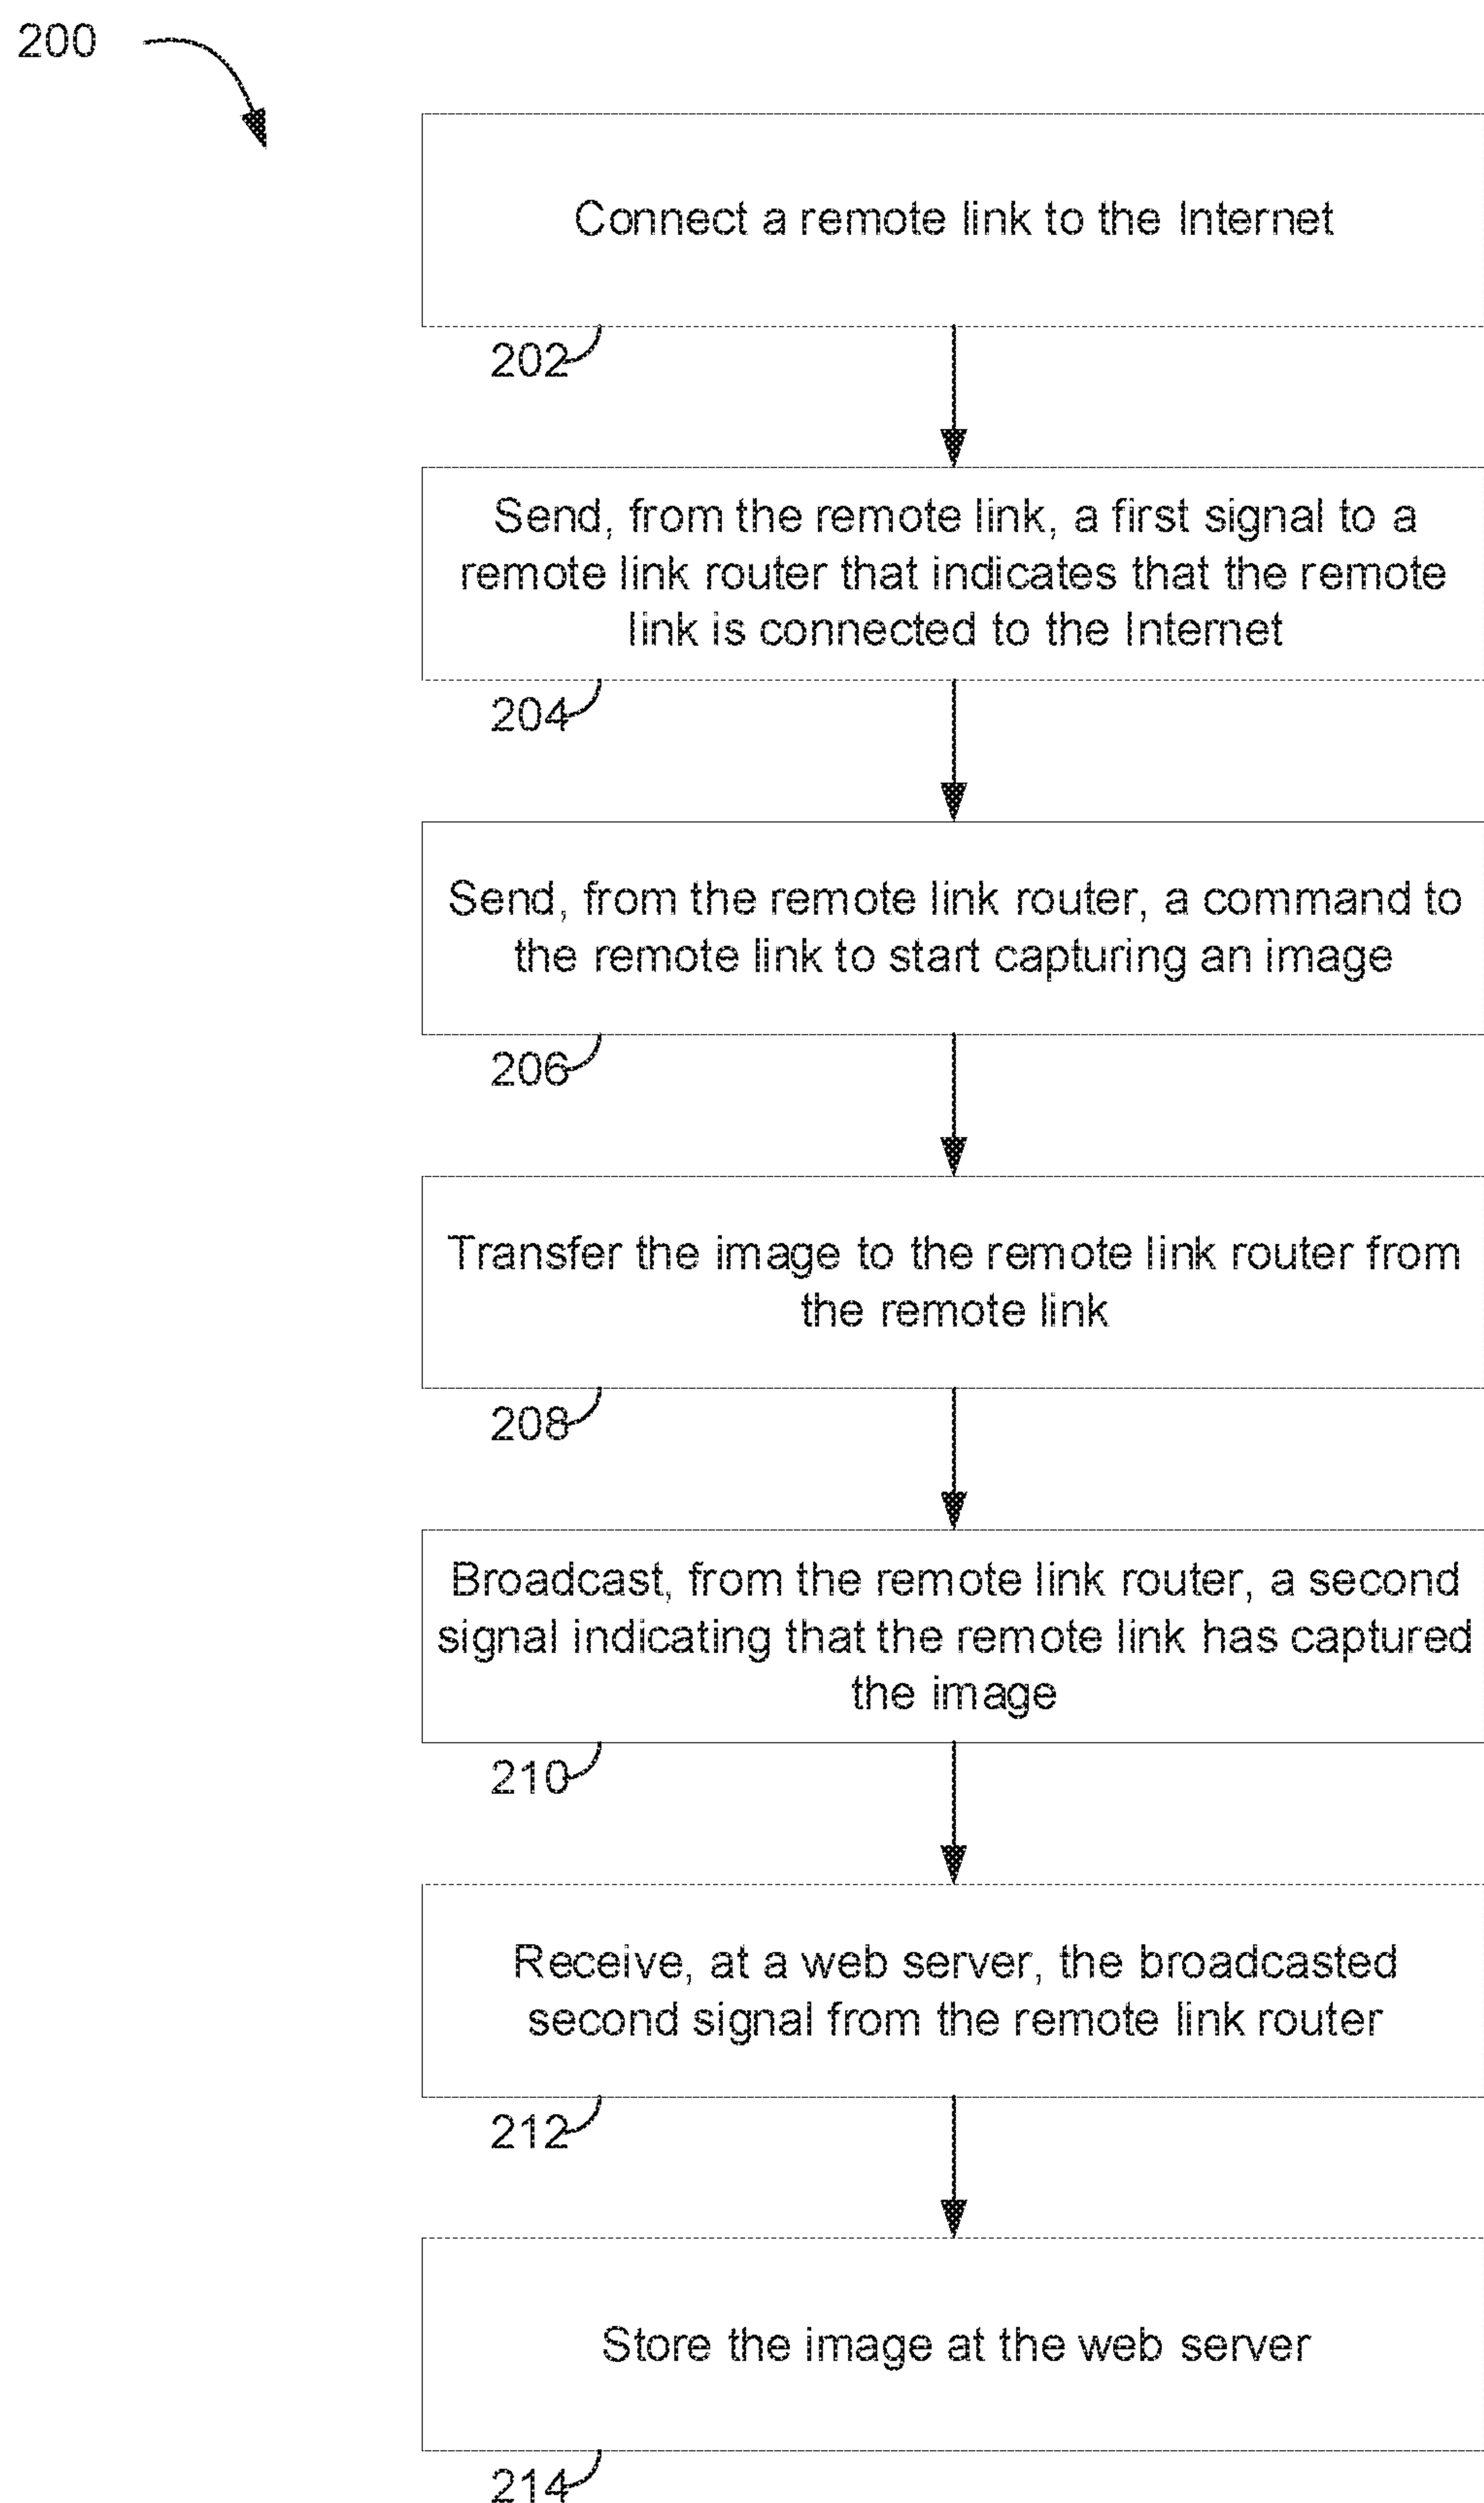 200
Connect a remote link to the Internet
202
Send, from the remote link, a first signal to a
remote link router that indicates that the remote
link is connected to the Internet
204
Send, from the remote link router, a command to
the remote link to start capturing an image
206
Transfer the image to the remote link router from
the remote link
208
Broadcast, from the remote link router, a second
signal indicating that the remote link has captured
the image
210
Receive, at a web server, the broadcasted
second signal from the remote link router
212
Store the image at the web server
214